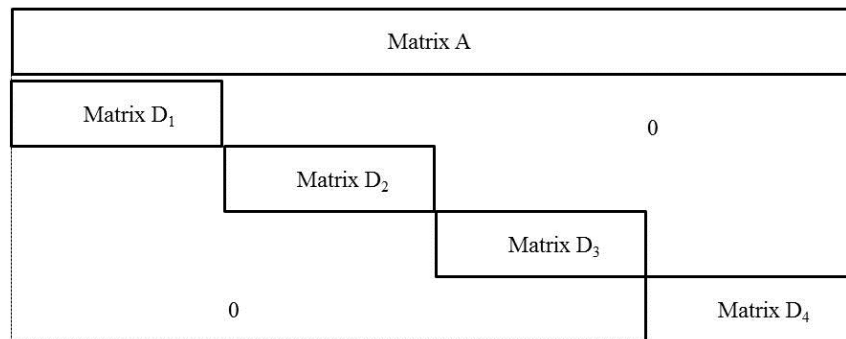 Matrix A
Matrix D₁
0
Matrix D₂
Matrix D₃
0
Matrix D₄